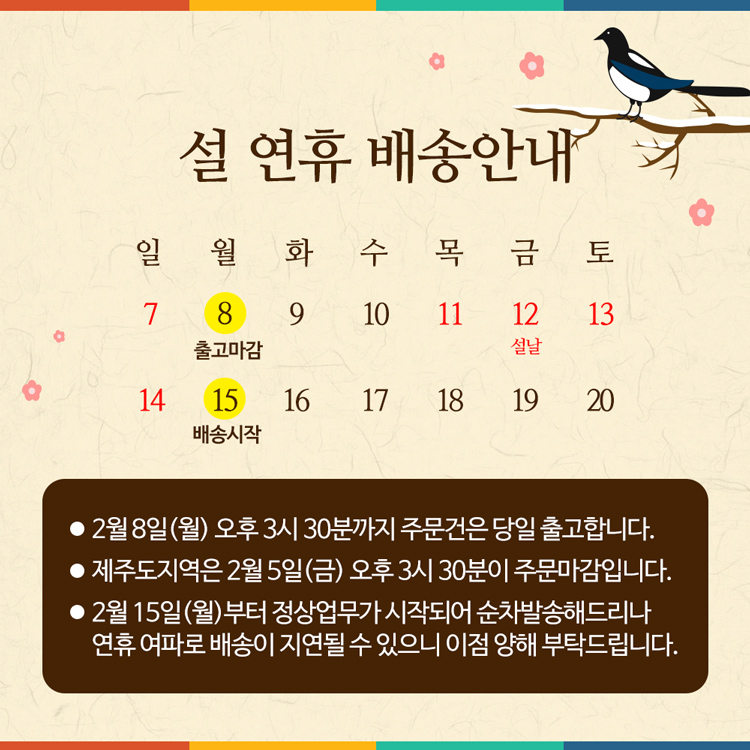 설 연휴 배송안내
일 월 화 수 목 금 토
7 8 9 10 11 12 13
출고마감 설날
14 15 16 17 18 19 20
배송시작
● 2월 8일(월) 오후 3시 30분까지 주문건은 당일 출고합니다.
● 제주도지역은 2월 5일(금) 오후 3시 30분이 주문마감입니다.
● 2월 15일(월)부터 정상업무가 시작되어 순차발송해드리나
연휴 여파로 배송이 지연될 수 있으니 이점 양해 부탁드립니다.